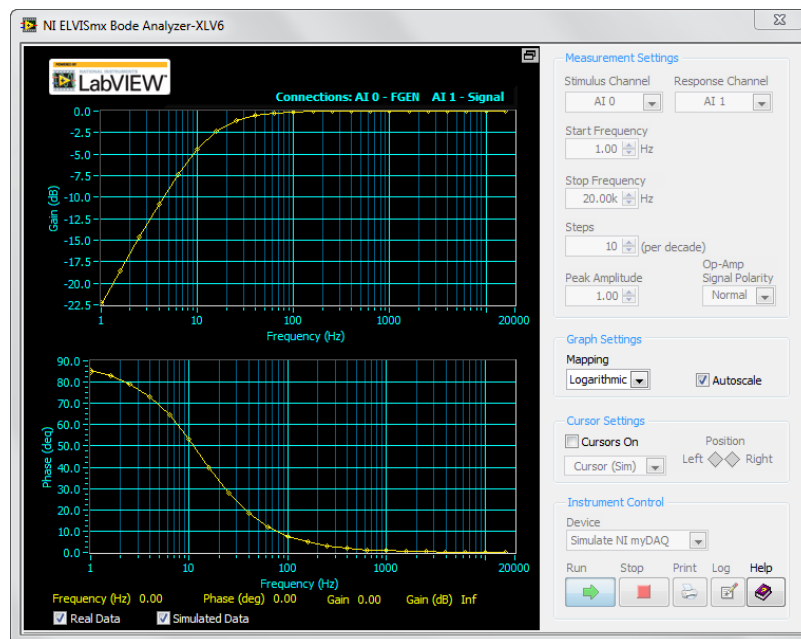 NI ELVISmx Bode Analyzer-XLV6
POWERED BY
NATIONAL INSTRUMENTS
LabVIEW™
Connections: AI 0 - FGEN AI 1 - Signal
0.0
-2.5
-5.0
-7.5
-10.0
-12.5
-15.0
-17.5
-20.0
-22.5
Gain (dB)
1 10 100 1000 20000
Frequency (Hz)
90.0
80.0
70.0
60.0
50.0
40.0
30.0
20.0
10.0
0.0
Phase (deg)
1 10 100 1000 20000
Frequency (Hz)
Frequency (Hz) 0.00 Phase (deg) 0.00 Gain 0.00 Gain (dB) Inf
Real Data Simulated Data
Measurement Settings
Stimulus Channel Response Channel
AI 0 AI 1
Start Frequency
1.00 Hz
Stop Frequency
20.00k Hz
Steps
10 (per decade)
Op-Amp
Peak Amplitude Signal Polarity
1.00 Normal
Graph Settings
Mapping
Logarithmic Autoscale
Cursor Settings
Cursors On Position
Cursor (Sim) Left Right
Instrument Control
Device
Simulate NI myDAQ
Run Stop Print Log Help